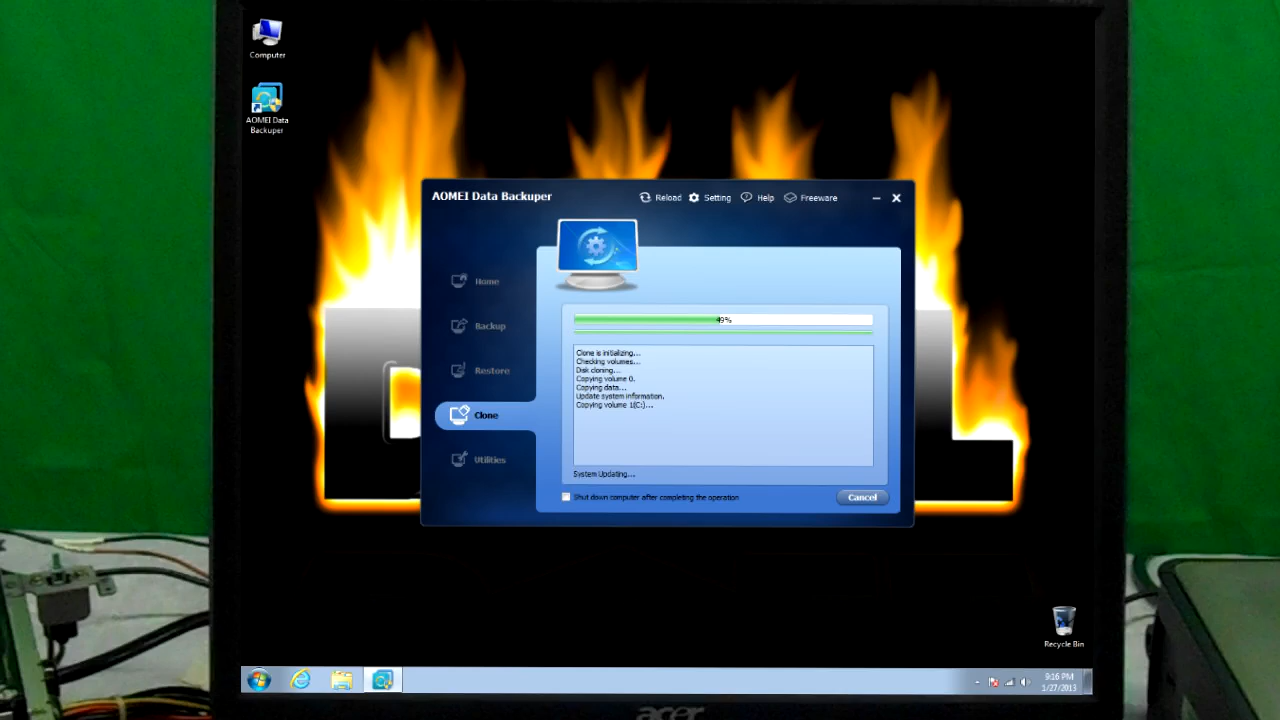 Computer
AOMEI Data
Backuper
AOMEI Data Backuper
Reload
Setting
Help
Freeware
Home
Backup
Restore
Clone
Utilities
49%
Clone is initializing...
Checking volumes...
Disk cloning...
Copying volume 0.
Copying data...
Update system information.
Copying volume 1(C:)...
System Updating...
Shut down computer after completing the operation
Cancel
Recycle Bin
9:16 PM
1/27/2013
acer